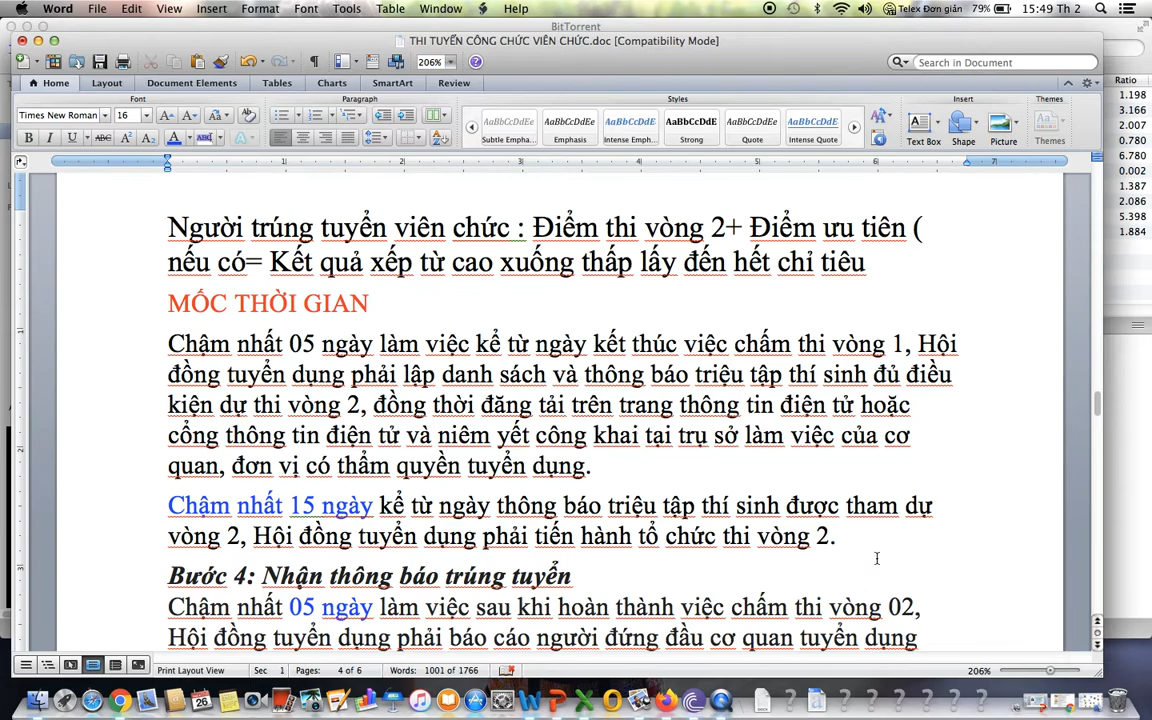 Word File Edit View Insert Format Font Tools Table Window Help Telex Đơn giản 79% 15:49 Th 2
BitTorrent
THI TUYỂN CÔNG CHỨC VIÊN CHỨC.doc [Compatibility Mode]
206% Search in Document
Home Layout Document Elements Tables Charts SmartArt Review
Ratio
Font Paragraph Styles Insert Themes
Times New Roman 16
AaBbCcDdEe AaBbCcDdEe AaBbCcDdEe AaBbCcDdEe AaBbCcDdEe AaBbCcDdEe
Subtle Empha... Emphasis Intense Emph... Strong Quote Intense Quote Text Box Shape Picture Themes
1.198
3.166
2.007
0.780
6.780
0.002
1.387
2.086
5.398
1.884
Người trúng tuyển viên chức : Điểm thi vòng 2+ Điểm ưu tiên (
nếu có= Kết quả xếp từ cao xuống thấp lấy đến hết chỉ tiêu
MỐC THỜI GIAN
Chậm nhất 05 ngày làm việc kể từ ngày kết thúc việc chấm thi vòng 1, Hội
đồng tuyển dụng phải lập danh sách và thông báo triệu tập thí sinh đủ điều
kiện dự thi vòng 2, đồng thời đăng tải trên trang thông tin điện tử hoặc
cổng thông tin điện tử và niêm yết công khai tại trụ sở làm việc của cơ
quan, đơn vị có thẩm quyền tuyển dụng.
Chậm nhất 15 ngày kể từ ngày thông báo triệu tập thí sinh được tham dự
vòng 2, Hội đồng tuyển dụng phải tiến hành tổ chức thi vòng 2.
Bước 4: Nhận thông báo trúng tuyển
Chậm nhất 05 ngày làm việc sau khi hoàn thành việc chấm thi vòng 02,
Hội đồng tuyển dụng phải báo cáo người đứng đầu cơ quan tuyển dụng
Print Layout View Sec 1 Pages: 4 of 6 Words: 1001 of 1766 206%